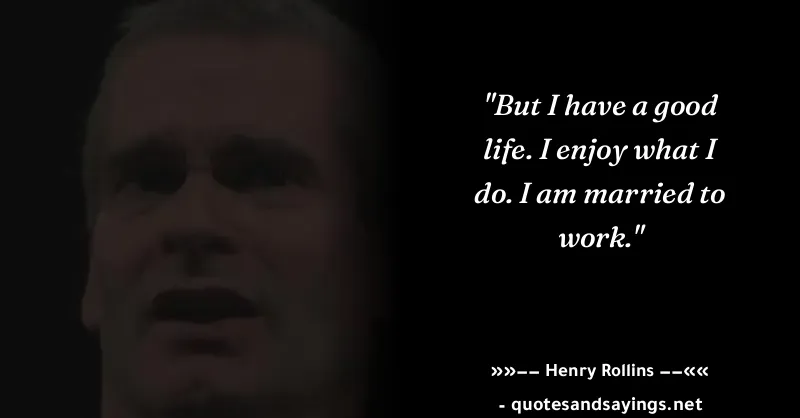 "But I have a good
life. I enjoy what I
do. I am married to
work."
»»―― Henry Rollins ――««
- quotesandsayings.net